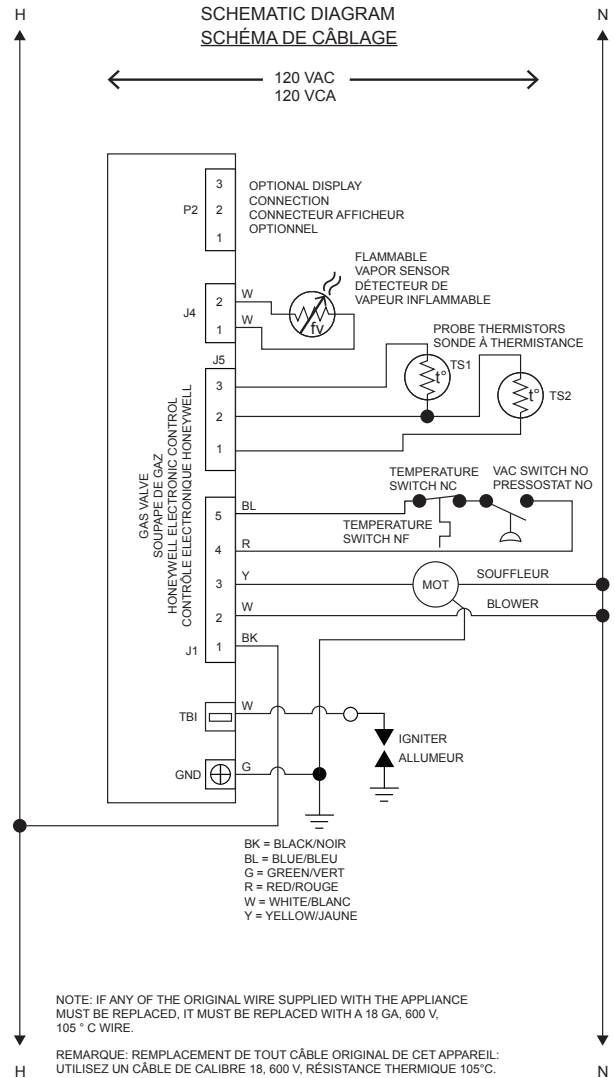 H
SCHEMATIC DIAGRAM
N
SCHÉMA DE CÂBLAGE
120 VAC
120 VCA
3
P2
2
1
OPTIONAL DISPLAY
CONNECTION
CONNECTEUR AFFICHEUR
OPTIONNEL
FLAMMABLE
VAPOR SENSOR
DÉTECTEUR DE
VAPEUR INFLAMMABLE
J4
2
W
1
W
fv
PROBE THERMISTORS
SONDE À THERMISTANCE
J5
3
2
1
t°
TS1
t°
TS2
GAS VALVE
SOUPAPE DE GAZ
HONEYWELL ELECTRONIC CONTROL
CONTRÔLE ELECTRONIQUE HONEYWELL
TEMPERATURE
SWITCH NC
VAC SWITCH NO
PRESSOSTAT NO
TEMPERATURE
SWITCH NF
5
BL
4
R
3
Y
MOT
SOUFFLEUR
2
W
BLOWER
J1
1
BK
TBI
W
IGNITER
ALLUMEUR
GND
G
BK = BLACK/NOIR
BL = BLUE/BLEU
G = GREEN/VERT
R = RED/ROUGE
W = WHITE/BLANC
Y = YELLOW/JAUNE
NOTE: IF ANY OF THE ORIGINAL WIRE SUPPLIED WITH THE APPLIANCE
MUST BE REPLACED, IT MUST BE REPLACED WITH A 18 GA, 600 V,
105 ° C WIRE.
REMARQUE: REMPLACEMENT DE TOUT CÂBLE ORIGINAL DE CET APPAREIL:
UTILISEZ UN CÂBLE DE CALIBRE 18, 600 V, RÉSISTANCE THERMIQUE 105°C.
H
N